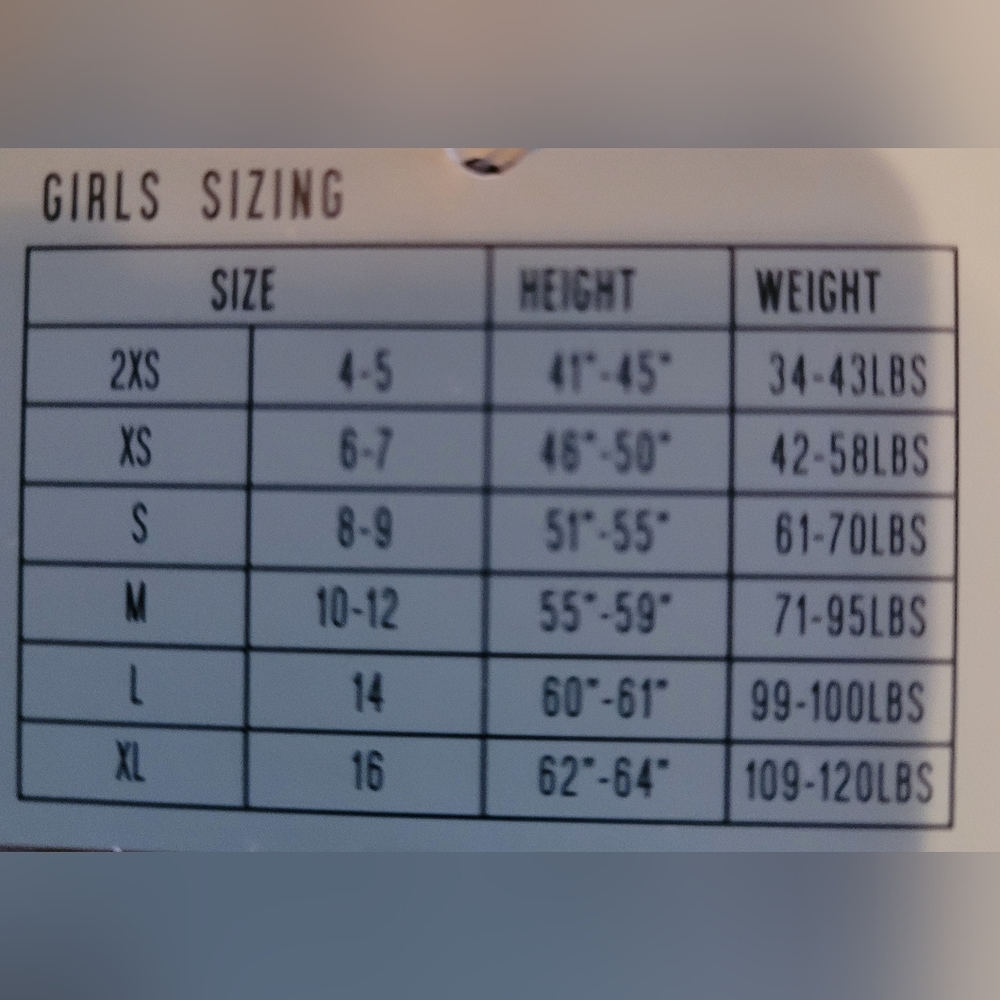 GIRLS SIZING
SIZE HEIGHT WEIGHT
2XS 4-5 41"-45" 34-43LBS
XS 6-7 46"-50" 42-58LBS
S 8-9 51"-55" 61-70LBS
M 10-12 55"-59" 71-95LBS
L 14 60"-61" 99-100LBS
XL 16 62"-64" 109-120LBS